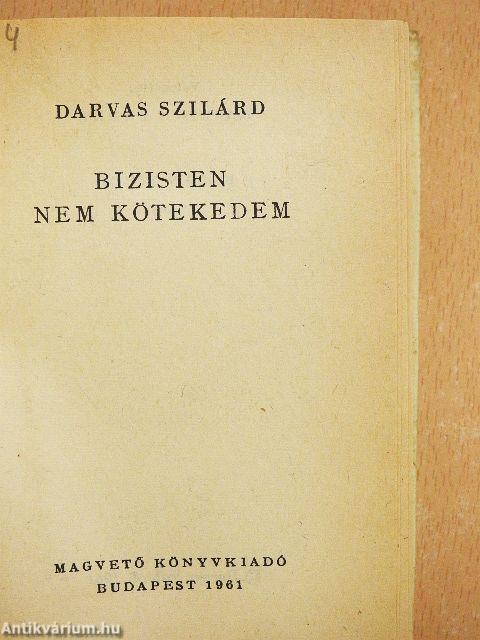 4
DARVAS SZILÁRD
BIZISTEN
NEM KÖTEKEDEM
MAGVETŐ KÖNYVKIADÓ
BUDAPEST 1961
Antikvárium.hu